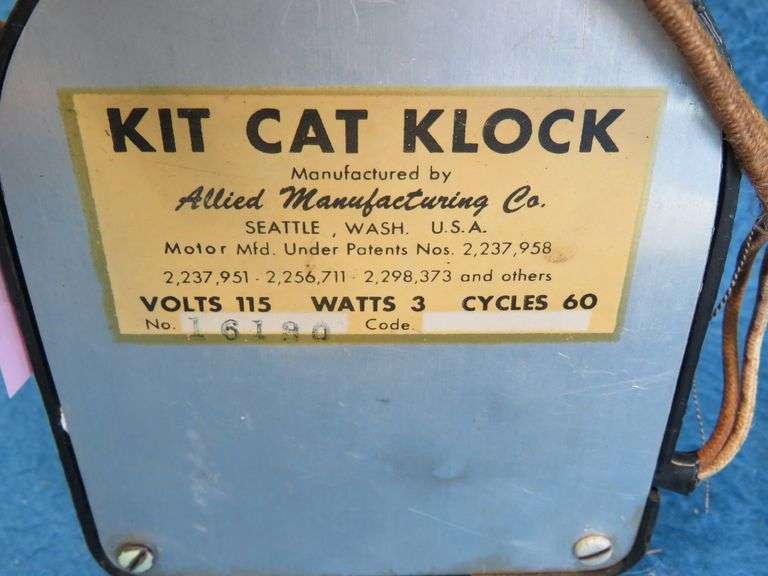 KIT CAT KLOCK
Manufactured by
Allied Manufacturing Co.
SEATTLE , WASH. U.S.A.
Motor Mfd. Under Patents Nos. 2,237,958
2,237,951 - 2,256,711 - 2,298,373 and others
VOLTS 115 WATTS 3 CYCLES 60
No. 16190 Code